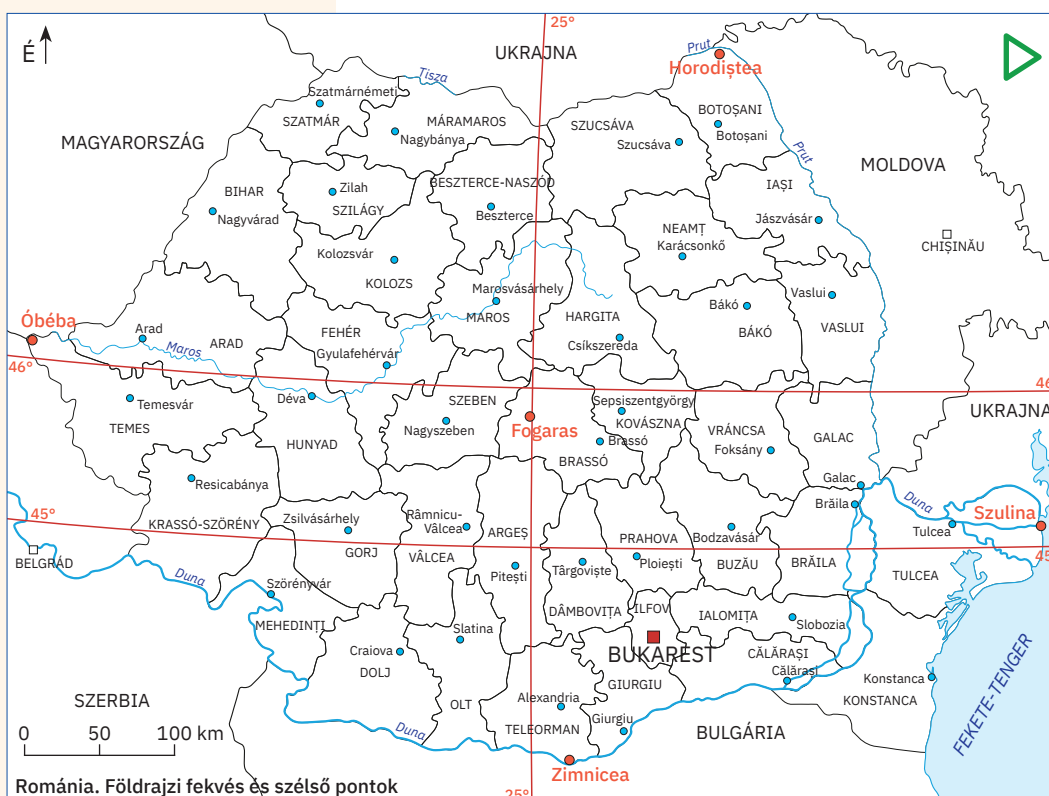 25°
É
UKRAJNA
Prut
Horodiștea
Tisza
Szatmárnémeti
SZATMÁR
MÁRAMAROS
Nagybánya
BOTOȘANI
Botoșani
SZUCSÁVA
Szucsáva
MAGYARORSZÁG
Prut
MOLDOVA
BIHAR
Nagyvárad
Zilah
SZILÁGY
BESZTERCE-NASZÓD
Beszterce
IAȘI
Jászvásár
NEAMȚ
Karácsonkő
CHIȘINĂU
Kolozsvár
KOLOZS
Marosvásárhely
MAROS
HARGITA
Csíkszereda
Bákó
BÁKÓ
Vaslui
VASLUI
Óbéba
Arad
ARAD
Maros
FEHÉR
Gyulafehérvár
46°
46
Temesvár
TEMES
Déva
HUNYAD
SZEBEN
Nagyszeben
Fogaras
Sepsiszentgyörgy
KOVÁSZNA
Brassó
BRASSÓ
VRÁNCSA
Foksány
GALAC
UKRAJNA
Resicabánya
Galac
Brăila
Duna
Szulina
Tulcea
45°
KRASSÓ-SZÖRÉNY
Zsilvásárhely
GORJ
Râmnicu-
Vâlcea
VÂLCEA
ARGEȘ
PRAHOVA
Ploiești
Bodzavásár
BUZĂU
BRĂILA
45
BELGRÁD
Duna
Szörényvár
MEHEDINȚI
Pitești
Târgoviște
DÂMBOVIȚA
ILFOV
IALOMIȚA
Slobozia
TULCEA
Slatina
Craiova
DOLJ
BUKAREST
CĂLĂRAȘI
Călărași
GIURGIU
Konstanca
KONSTANCA
FEKETE-TENGER
SZERBIA
OLT
Alexandria
TELEORMAN
Giurgiu
BULGÁRIA
Duna
0 50 100 km
Zimnicea
Románia. Földrajzi fekvés és szélső pontok
25°